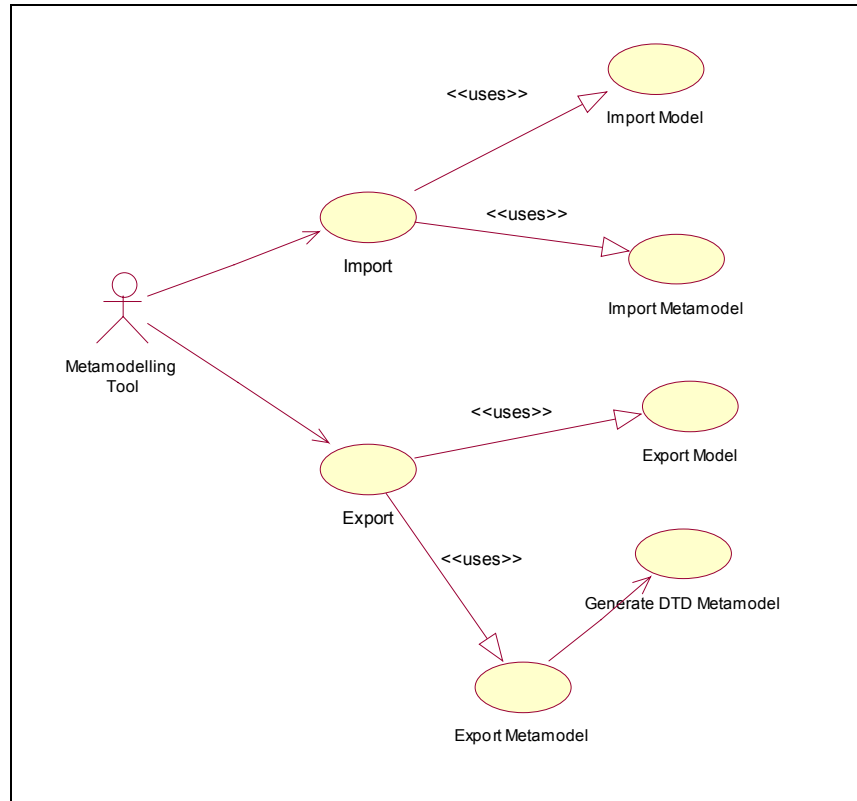 <<uses>>
Import Model
<<uses>>
Import
Import Metamodel
Metamodelling
Tool
<<uses>>
Export Model
Export
<<uses>>
Generate DTD Metamodel
Export Metamodel